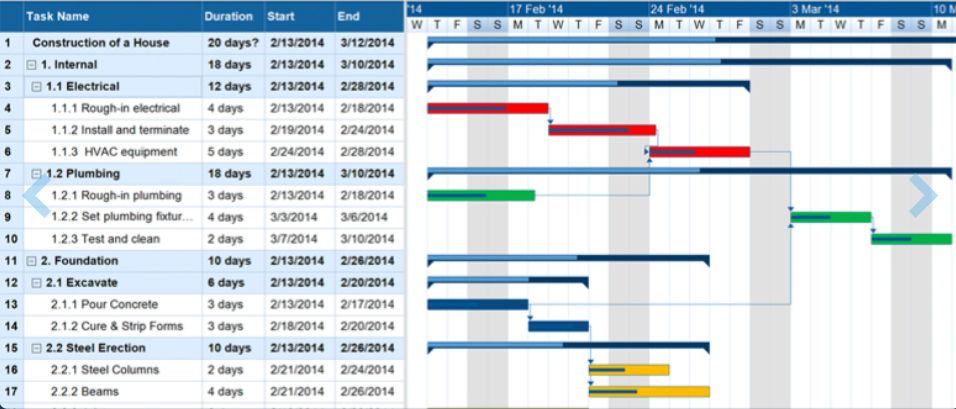 Task Name Duration Start End '14 17 Feb '14 24 Feb '14 3 Mar '14 10 M
W T F S S M T W T F S S M T W T F S S M T W T F S S M T W T F S S M
1 Construction of a House 20 days? 2/13/2014 3/12/2014
2 1. Internal 18 days 2/13/2014 3/10/2014
3 1.1 Electrical 12 days 2/13/2014 2/28/2014
4 1.1.1 Rough-in electrical 4 days 2/13/2014 2/18/2014
5 1.1.2 Install and terminate 3 days 2/19/2014 2/24/2014
6 1.1.3 HVAC equipment 5 days 2/24/2014 2/28/2014
7 1.2 Plumbing 18 days 2/13/2014 3/10/2014
8 1.2.1 Rough-in plumbing 3 days 2/13/2014 2/18/2014
9 1.2.2 Set plumbing fixtur... 4 days 3/3/2014 3/6/2014
10 1.2.3 Test and clean 2 days 3/7/2014 3/10/2014
11 2. Foundation 10 days 2/13/2014 2/26/2014
12 2.1 Excavate 6 days 2/13/2014 2/20/2014
13 2.1.1 Pour Concrete 3 days 2/13/2014 2/17/2014
14 2.1.2 Cure & Strip Forms 3 days 2/18/2014 2/20/2014
15 2.2 Steel Erection 10 days 2/13/2014 2/26/2014
16 2.2.1 Steel Columns 2 days 2/21/2014 2/24/2014
17 2.2.2 Beams 4 days 2/21/2014 2/26/2014